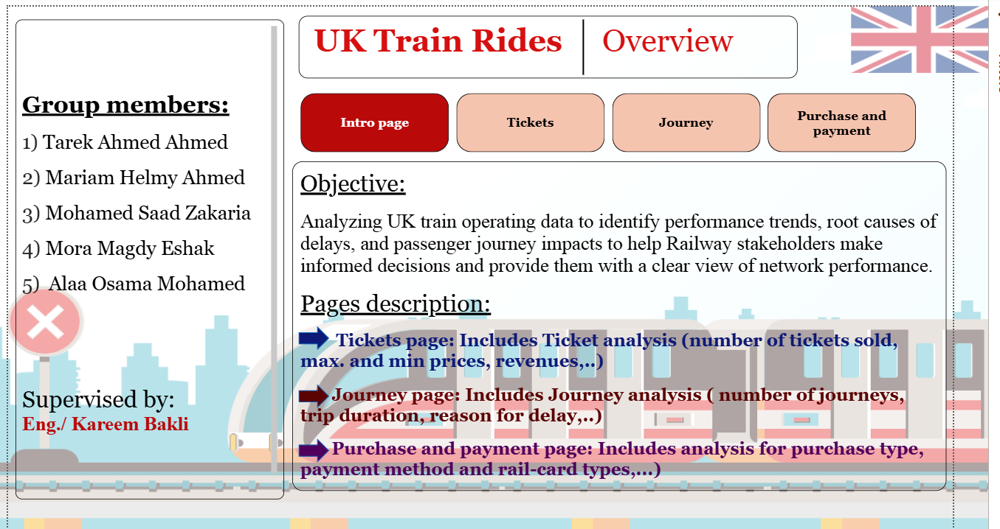 UK Train Rides
Overview
Group members:
1) Tarek Ahmed Ahmed
2) Mariam Helmy Ahmed
3) Mohamed Saad Zakaria
4) Mora Magdy Eshak
5) Alaa Osama Mohamed
Supervised by:
Eng./ Kareem Bakli
Intro page
Tickets
Journey
Purchase and
payment
Objective:
Analyzing UK train operating data to identify performance trends, root causes of
delays, and passenger journey impacts to help Railway stakeholders make
informed decisions and provide them with a clear view of network performance.
Pages description:
Tickets page: Includes Ticket analysis (number of tickets sold,
max. and min prices, revenues,..)
Journey page: Includes Journey analysis ( number of journeys,
trip duration, reason for delay,..)
Purchase and payment page: Includes analysis for purchase type,
payment method and rail-card types,...)